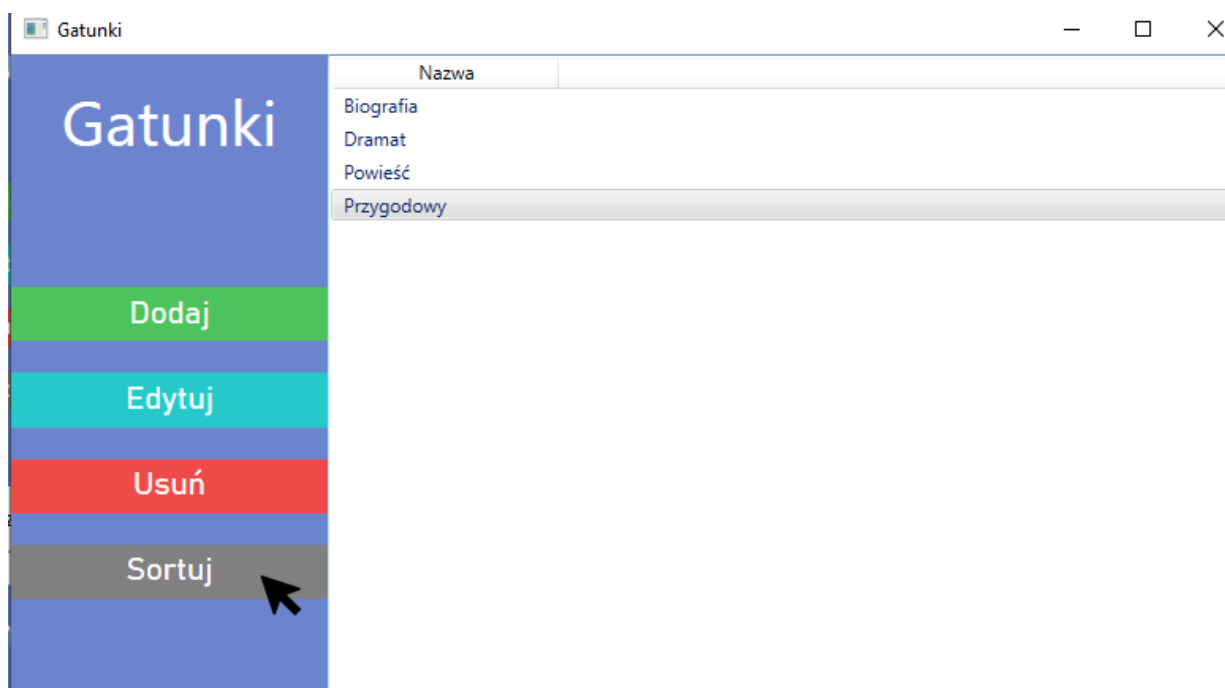 Gatunki
Gatunki
Dodaj
Edytuj
Usuń
Sortuj
Nazwa
Biografia
Dramat
Powieść
Przygodowy